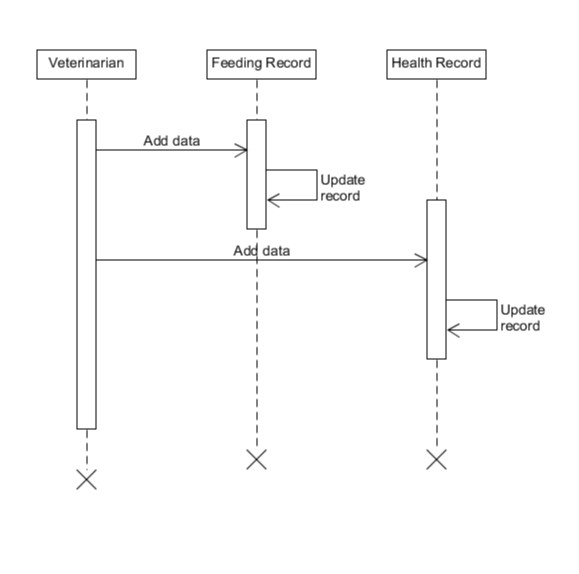 Veterinarian
Feeding Record
Health Record
Add data
Update
record
Add data
Update
record